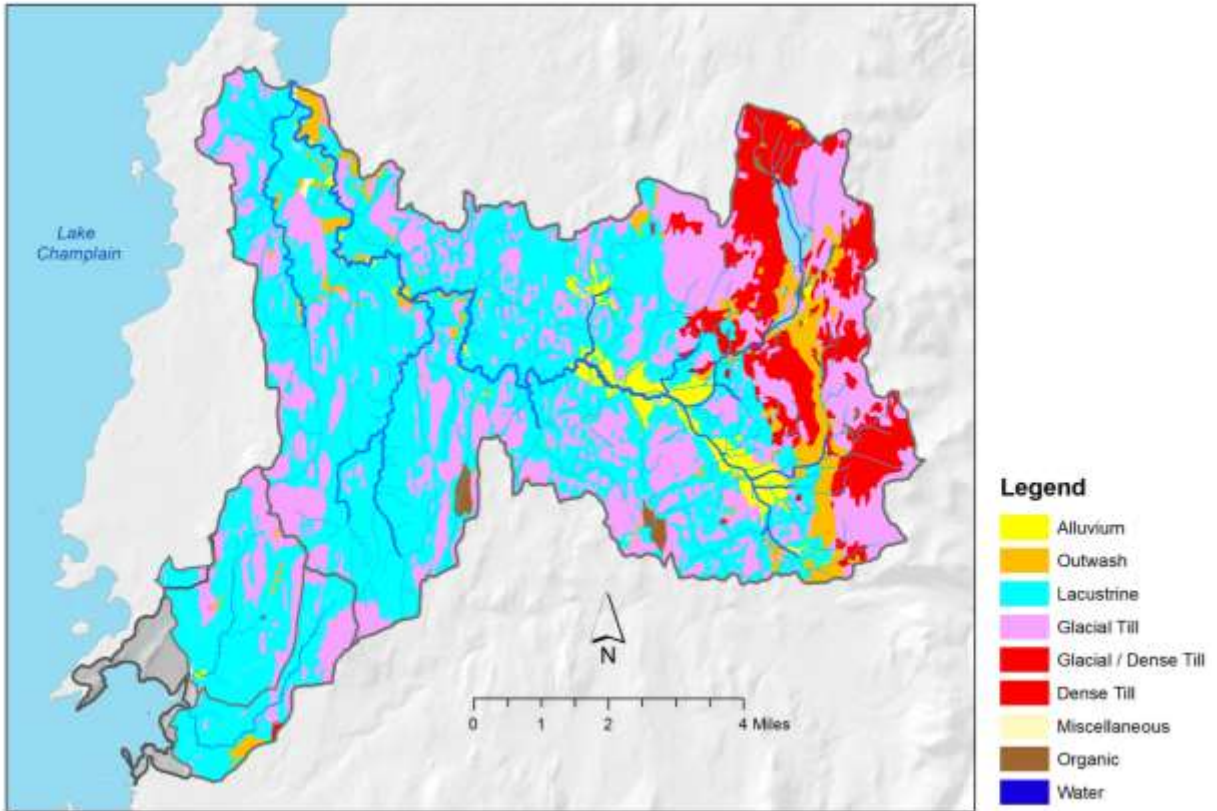 Lake
Champlain
N
0 1 2 4 Miles
Legend
Alluvium
Outwash
Lacustrine
Glacial Till
Glacial / Dense Till
Dense Till
Miscellaneous
Organic
Water